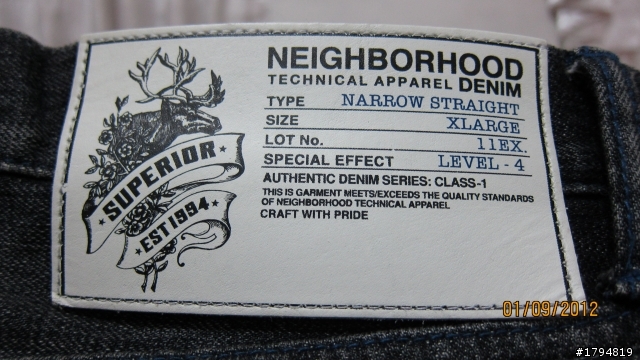 NEIGHBORHOOD
TECHNICAL APPAREL DENIM
TYPE NARROW STRAIGHT
SIZE XLARGE
LOT No. 11EX.
SPECIAL EFFECT LEVEL - 4
AUTHENTIC DENIM SERIES: CLASS-1
THIS IS GARMENT MEETS/EXCEEDS THE QUALITY STANDARDS
OF NEIGHBORHOOD TECHNICAL APPAREL
CRAFT WITH PRIDE
★SUPERIOR★
★EST 1994★
01/09/2012
#1794819